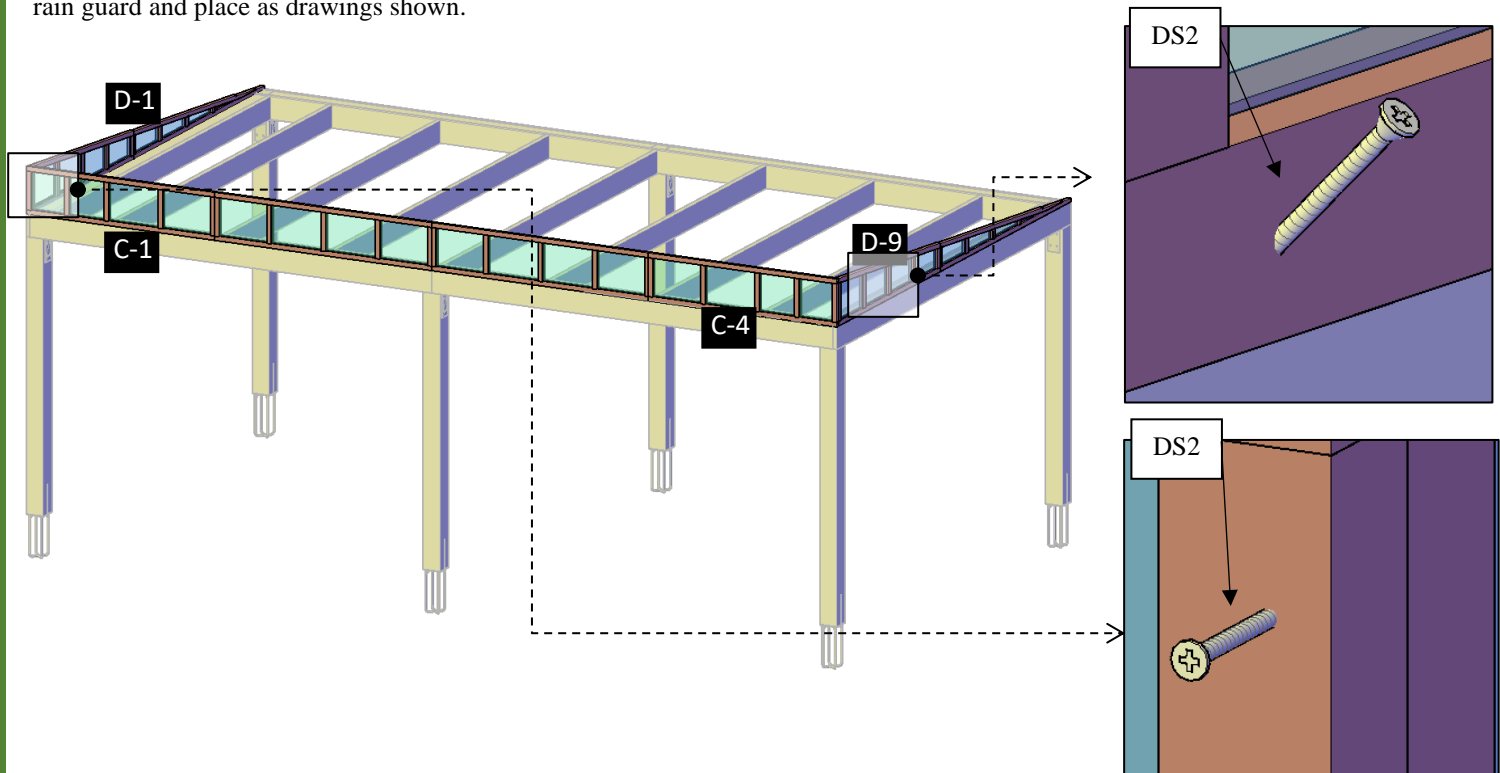 rain guard and place as drawings shown.
DS2
D-1
D-9
C-1
C-4
DS2